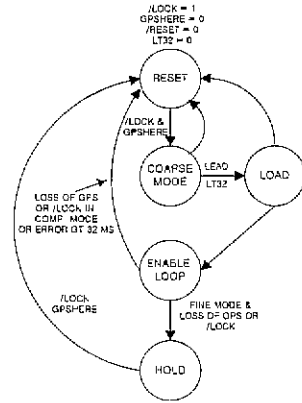 /LOCK = 1
GPSHERE = 0
/RESET = 0
LT32 = 0
RESET
/LOCK &
GPSHERE
COARSE
MODE
LEAD
LT32
LOAD
LOSS OF GPS
OR /LOCK IN
COMP MODE
OR ERROR GT 32 MS
ENABLE
LOOP
/LOCK
GPSHERE
FINE MODE &
LOSS OF GPS OR
/LOCK
HOLD